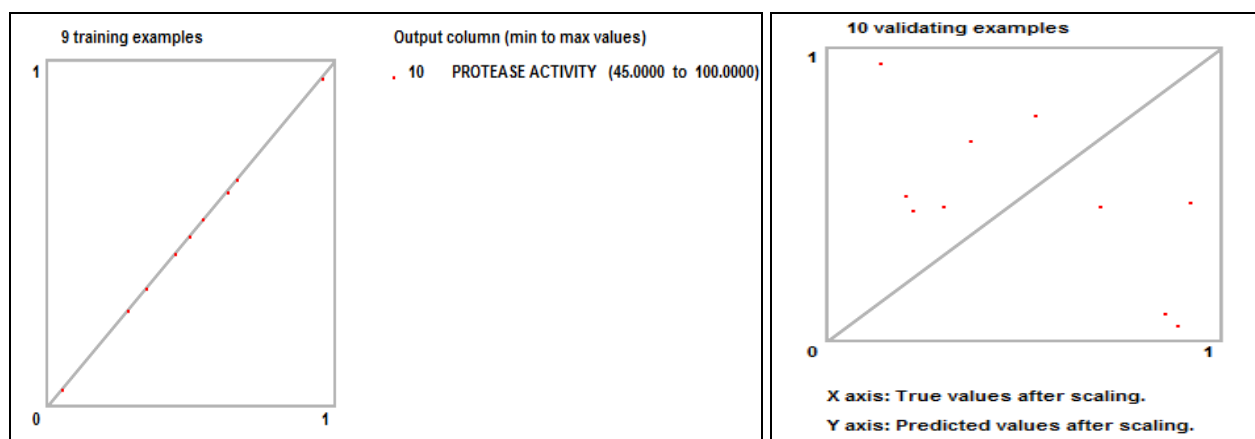 9 training examples
Output column (min to max values)
1
10 PROTEASE ACTIVITY (45.0000 to 100.0000)
0
1
10 validating examples
1
0
1
X axis: True values after scaling.
Y axis: Predicted values after scaling.